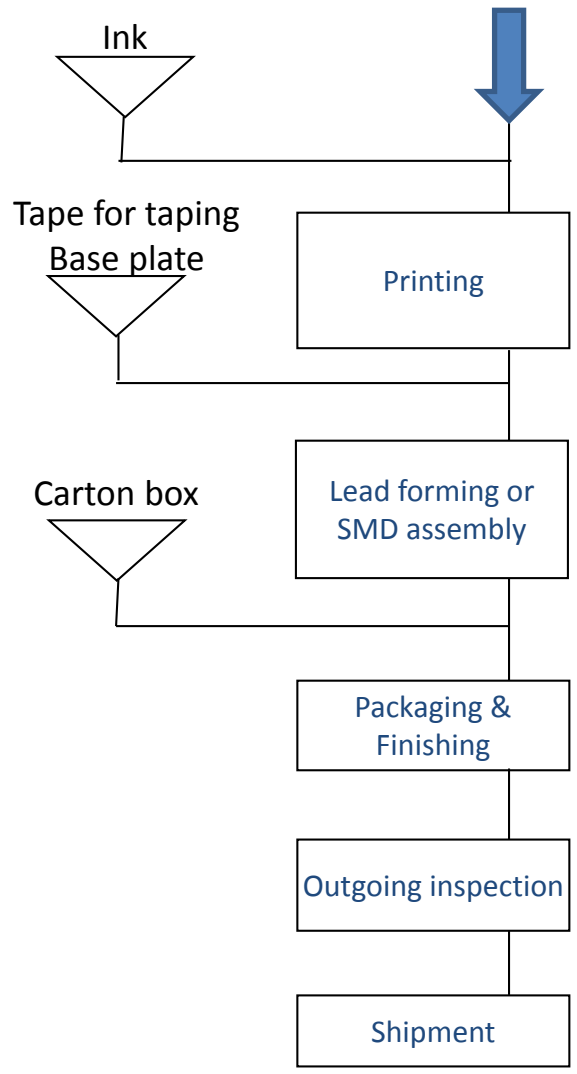 Ink
Tape for taping
Base plate
Printing
Carton box
Lead forming or
SMD assembly
Packaging &
Finishing
Outgoing inspection
Shipment